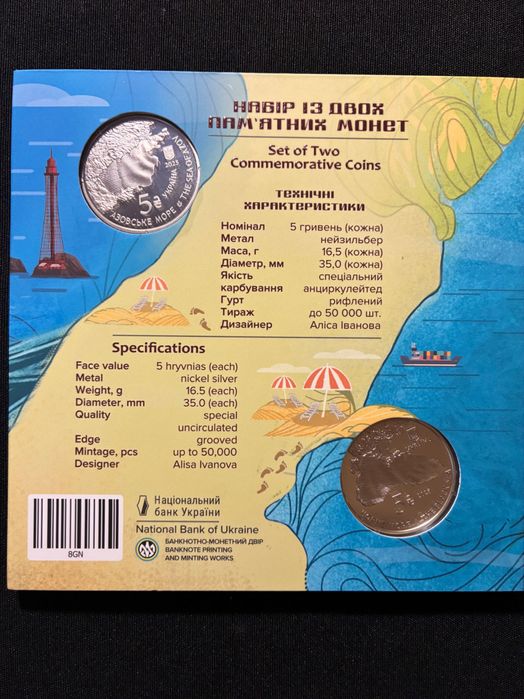 НАБІР ІЗ ДВОХ
ПАМ'ЯТНИХ МОНЕТ
Set of Two
Commemorative Coins
ТЕХНІЧНІ
ХАРАКТЕРИСТИКИ
Номінал 5 гривень (кожна)
Метал нейзильбер
Маса, г 16,5 (кожна)
Діаметр, мм 35,0 (кожна)
Якість спеціальний
карбування анциркулейтед
Гурт рифлений
Тираж до 50 000 шт.
Дизайнер Аліса Іванова
2023
УКРАЇНА
5 ₴
АЗОВСЬКЕ МОРЕ THE SEA OF AZOV
Specifications
Face value 5 hryvnias (each)
Metal nickel silver
Weight, g 16.5 (each)
Diameter, mm 35.0 (each)
Quality special
uncirculated
Edge grooved
Mintage, pcs up to 50,000
Designer Alisa Ivanova
8GN
Національний
банк України
National Bank of Ukraine
БАНКНОТНО-МОНЕТНИЙ ДВІР
BANKNOTE PRINTING
AND MINTING WORKS
5 ₴